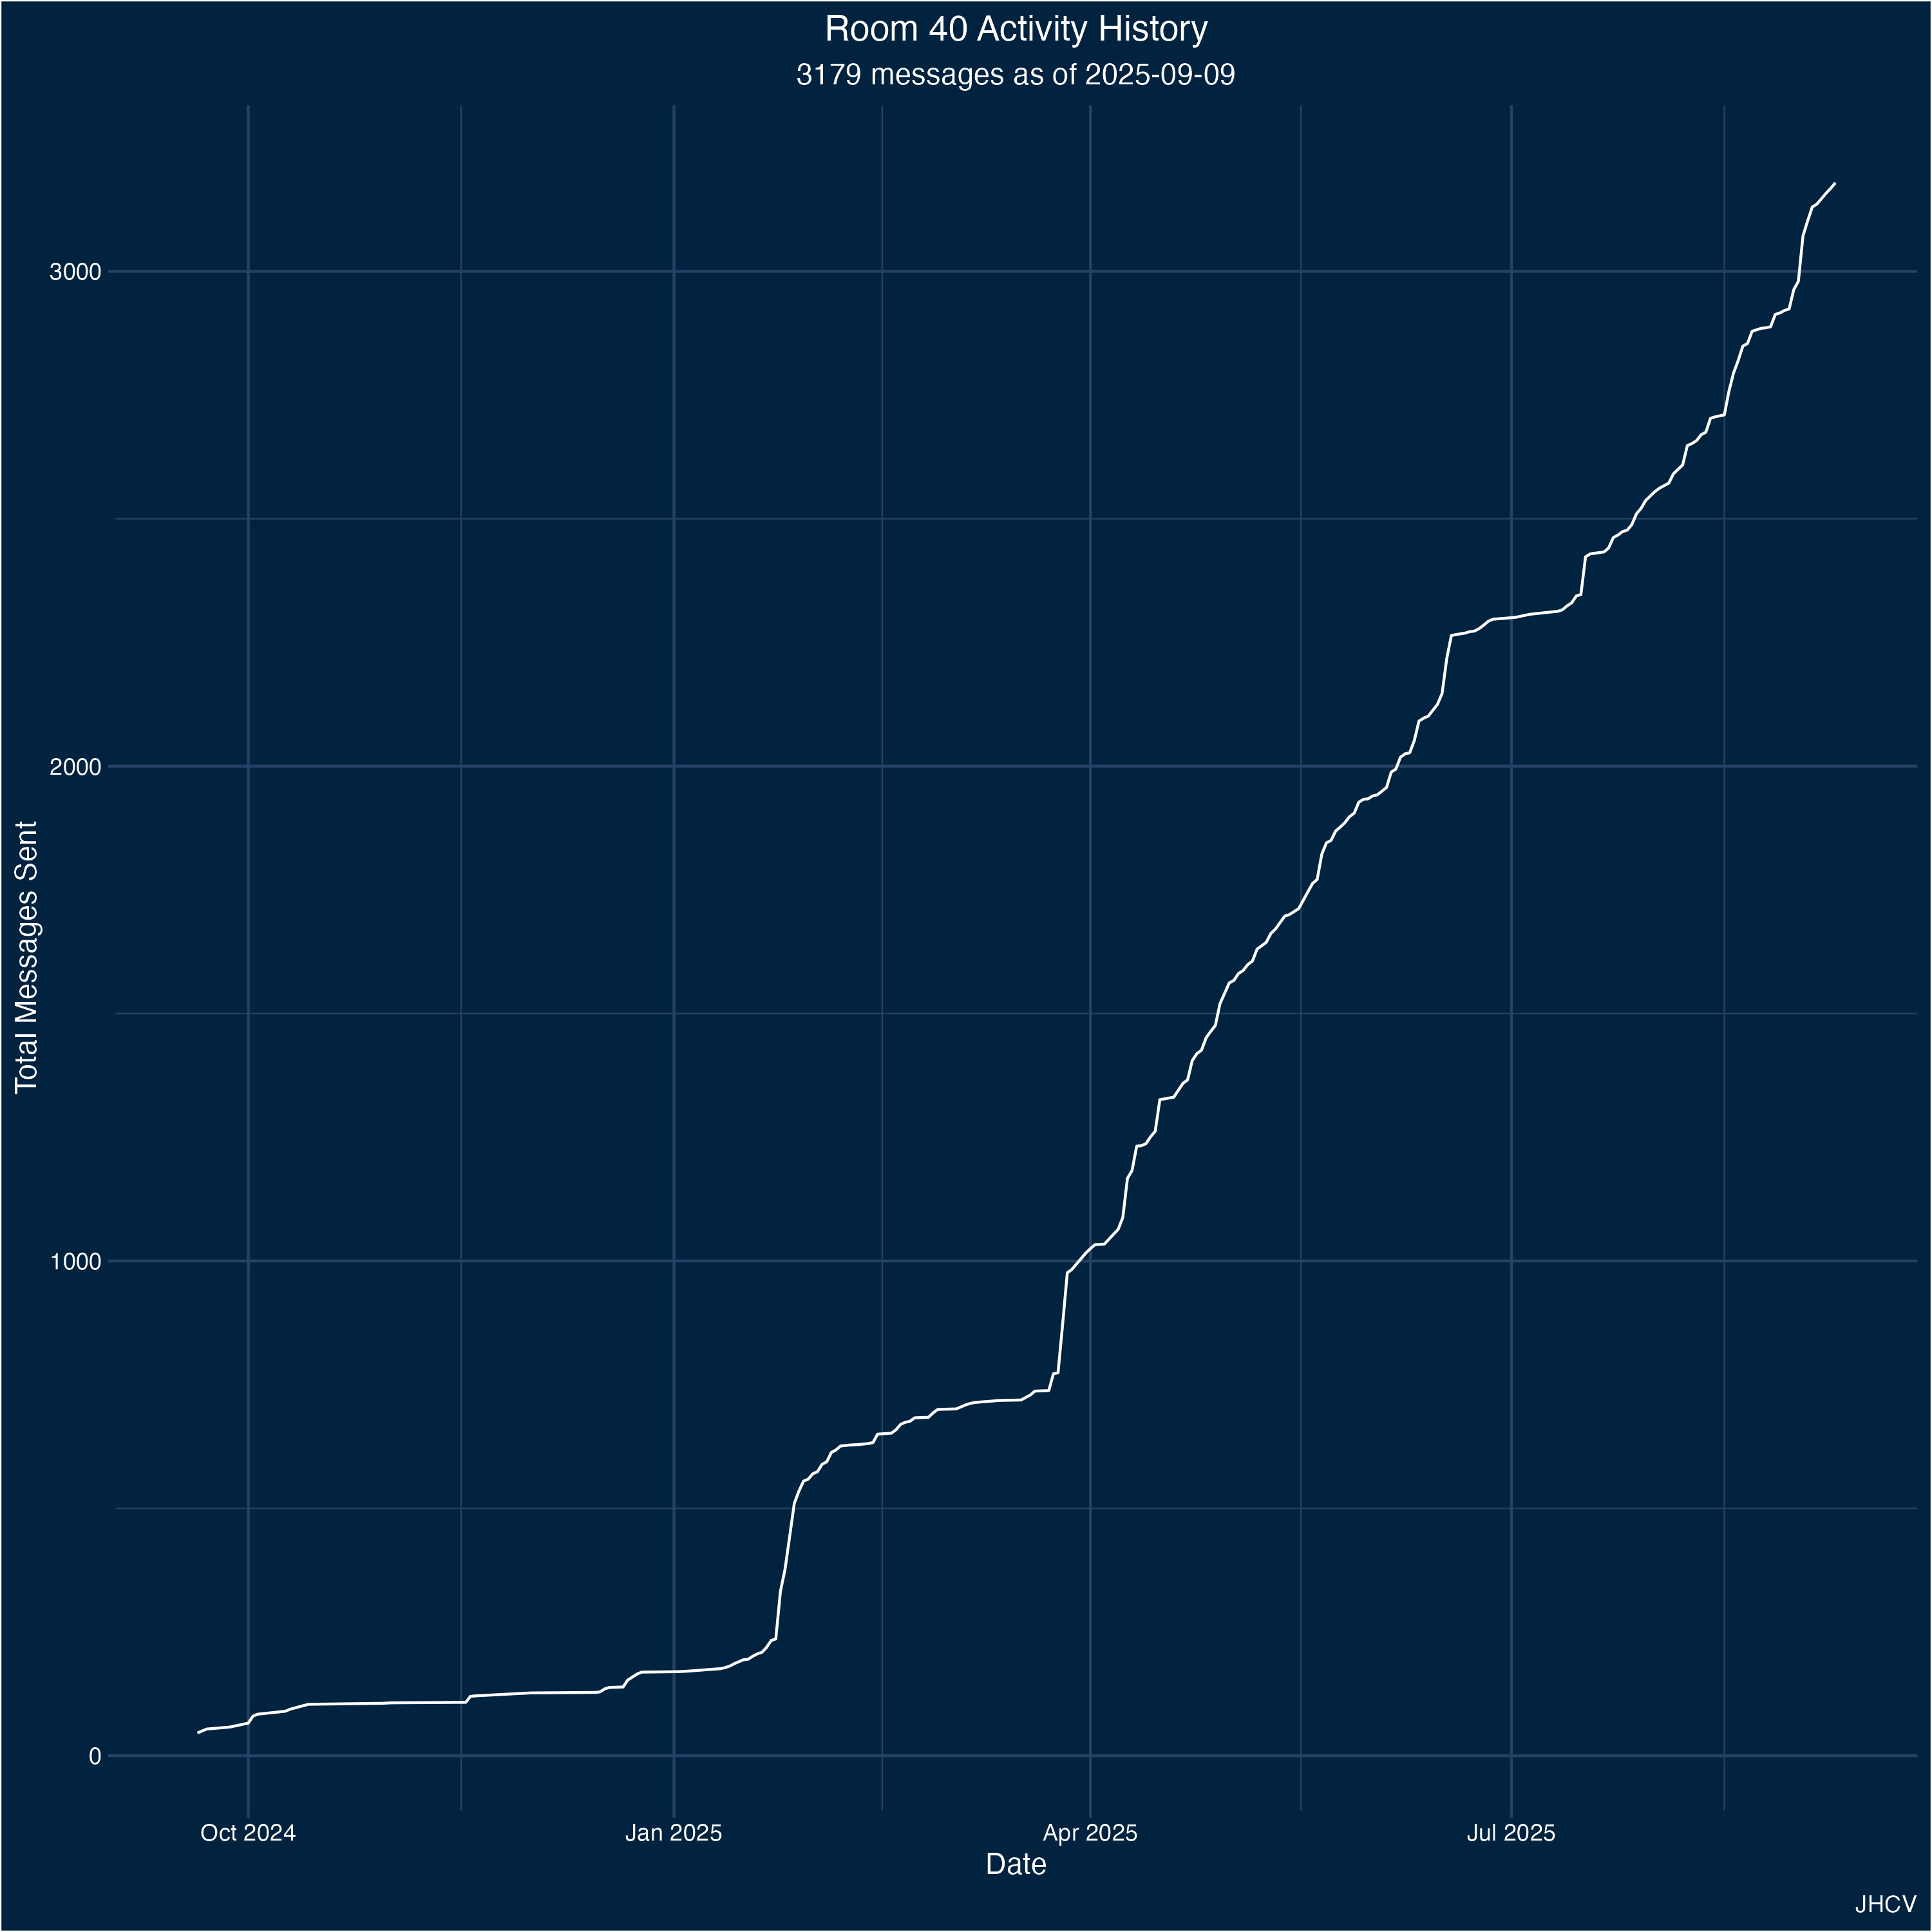 Room 40 Activity History
3179 messages as of 2025-09-09
Total Messages Sent
3000
2000
1000
0
Oct 2024
Jan 2025
Apr 2025
Jul 2025
Date
JHCV